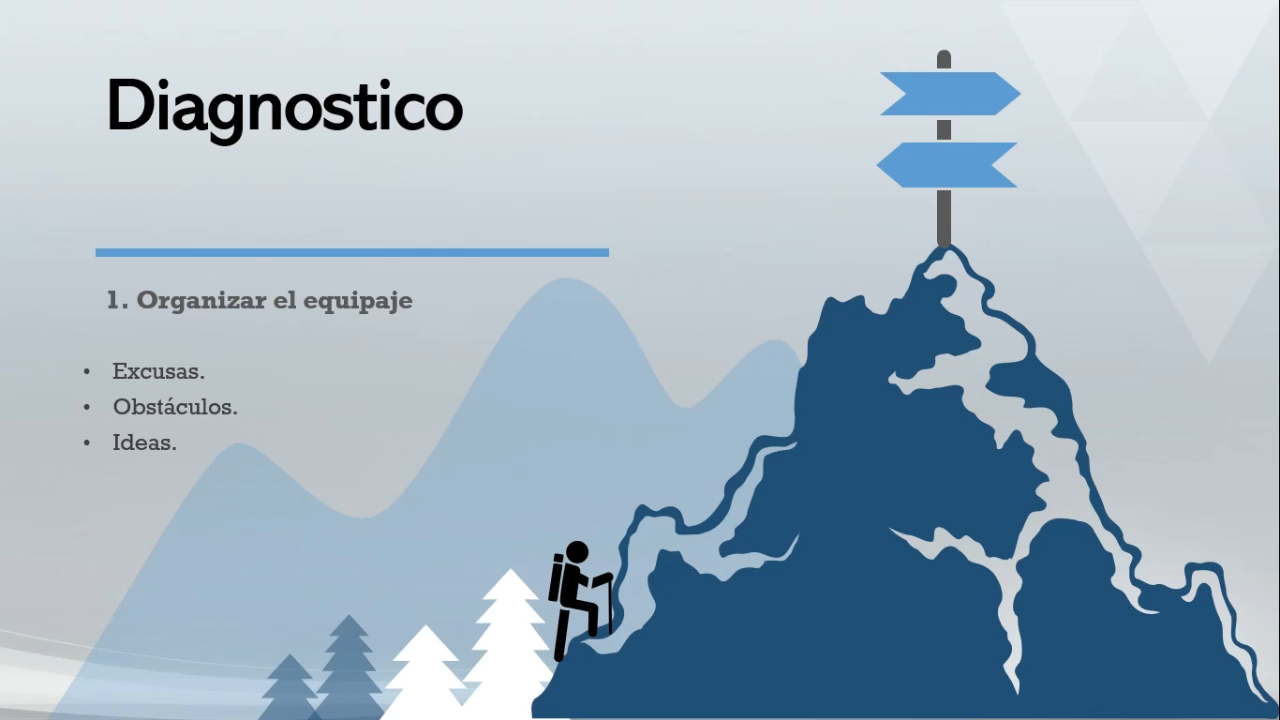 Diagnostico
1. Organizar el equipaje
• Excusas.
• Obstáculos.
• Ideas.